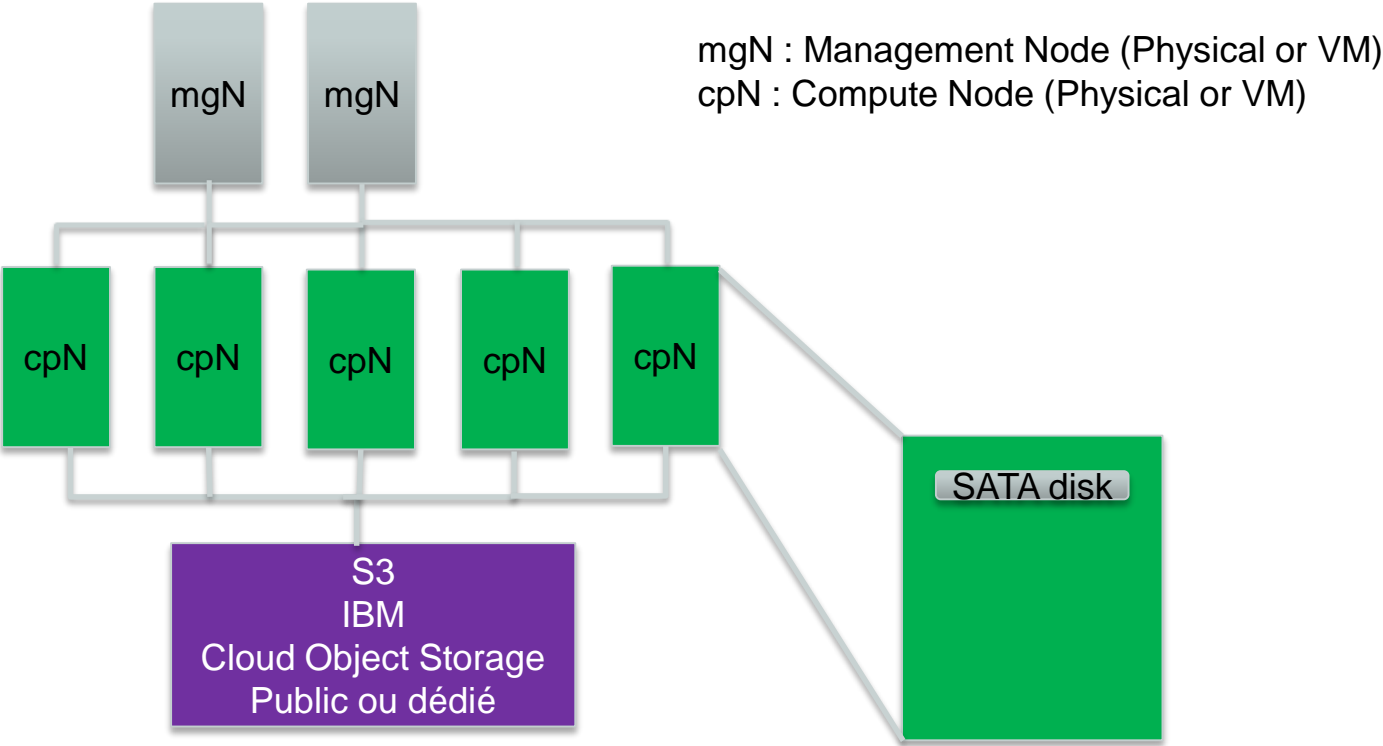 mgN
mgN
mgN : Management Node (Physical or VM)
cpN : Compute Node (Physical or VM)
cpN
cpN
cpN
cpN
cpN
SATA disk
S3
IBM
Cloud Object Storage
Public ou dédié